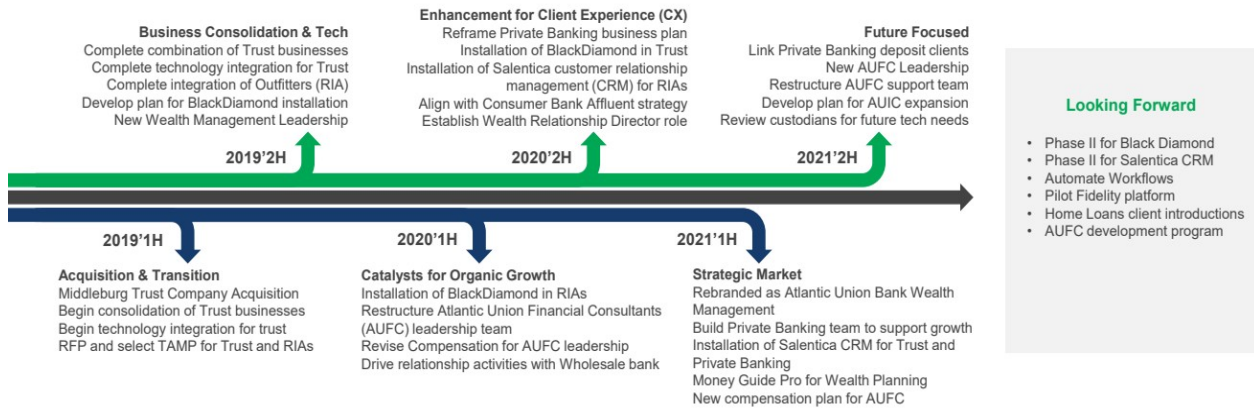 Business Consolidation & Tech
Complete combination of Trust businesses
Complete technology integration for Trust
Complete integration of Outfitters (RIA)
Develop plan for BlackDiamond installation
New Wealth Management Leadership
2019'2H
Enhancement for Client Experience (CX)
Reframe Private Banking business plan
Installation of BlackDiamond in Trust
Installation of Salentica customer relationship
management (CRM) for RIAs
Align with Consumer Bank Affluent strategy
Establish Wealth Relationship Director role
2020'2H
Future Focused
Link Private Banking deposit clients
New AUFC Leadership
Restructure AUFC support team
Develop plan for AUIC expansion
Review custodians for future tech needs
2021'2H
2019'1H
Acquisition & Transition
Middleburg Trust Company Acquisition
Begin consolidation of Trust businesses
Begin technology integration for trust
RFP and select TAMP for Trust and RIAs
2020'1H
Catalysts for Organic Growth
Installation of BlackDiamond in RIAs
Restructure Atlantic Union Financial Consultants
(AUFC) leadership team
Revise Compensation for AUFC leadership
Drive relationship activities with Wholesale bank
2021'1H
Strategic Market
Rebranded as Atlantic Union Bank Wealth
Management
Build Private Banking team to support growth
Installation of Salentica CRM for Trust and
Private Banking
Money Guide Pro for Wealth Planning
New compensation plan for AUFC
Looking Forward
• Phase II for Black Diamond
• Phase II for Salentica CRM
• Automate Workflows
• Pilot Fidelity platform
• Home Loans client introductions
• AUFC development program